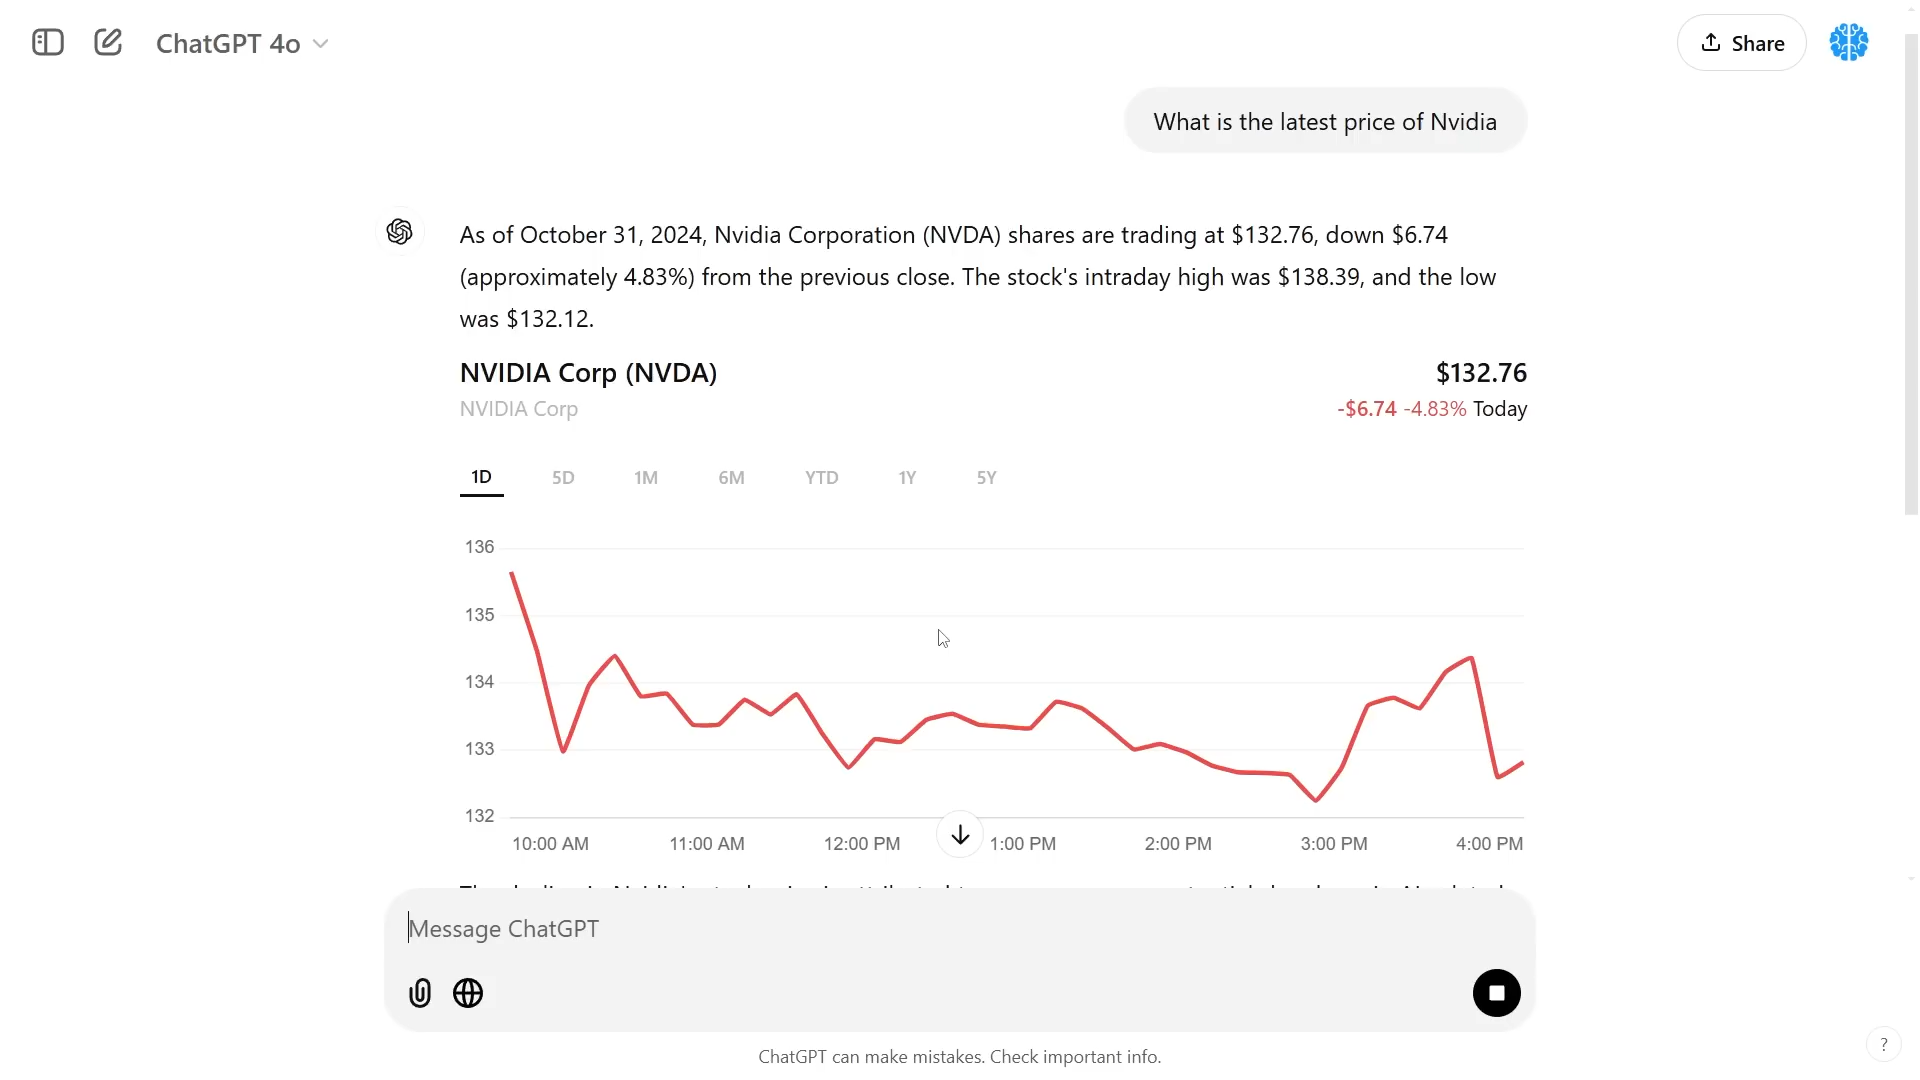 ChatGPT 4o
Share
What is the latest price of Nvidia
As of October 31, 2024, Nvidia Corporation (NVDA) shares are trading at $132.76, down $6.74
(approximately 4.83%) from the previous close. The stock's intraday high was $138.39, and the low
was $132.12.
NVIDIA Corp (NVDA) $132.76
NVIDIA Corp -$6.74 -4.83% Today
1D 5D 1M 6M YTD 1Y 5Y
136
135
134
133
132
10:00 AM 11:00 AM 12:00 PM 1:00 PM 2:00 PM 3:00 PM 4:00 PM
Message ChatGPT
ChatGPT can make mistakes. Check important info.
?